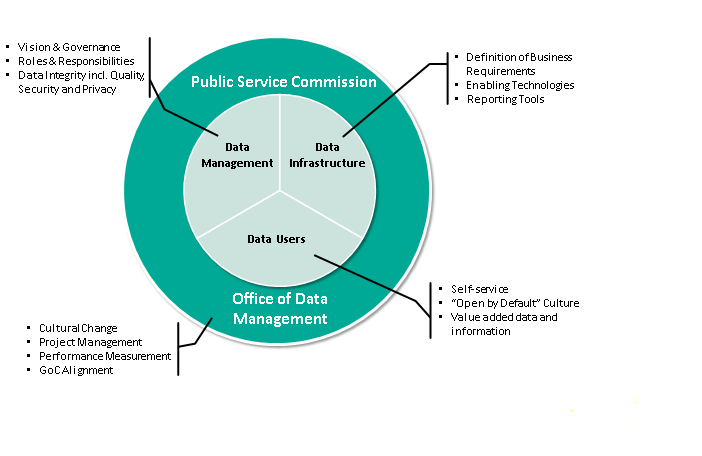 • Vision & Governance
• Roles & Responsibilities
• Data Integrity incl. Quality,
Security and Privacy
• Definition of Business
Requirements
• Enabling Technologies
• Reporting Tools
Public Service Commission
Data
Management
Data
Infrastructure
Data Users
Office of Data
Management
• Self-service
• “Open by Default” Culture
• Value added data and
information
• Cultural Change
• Project Management
• Performance Measurement
• GoC Alignment